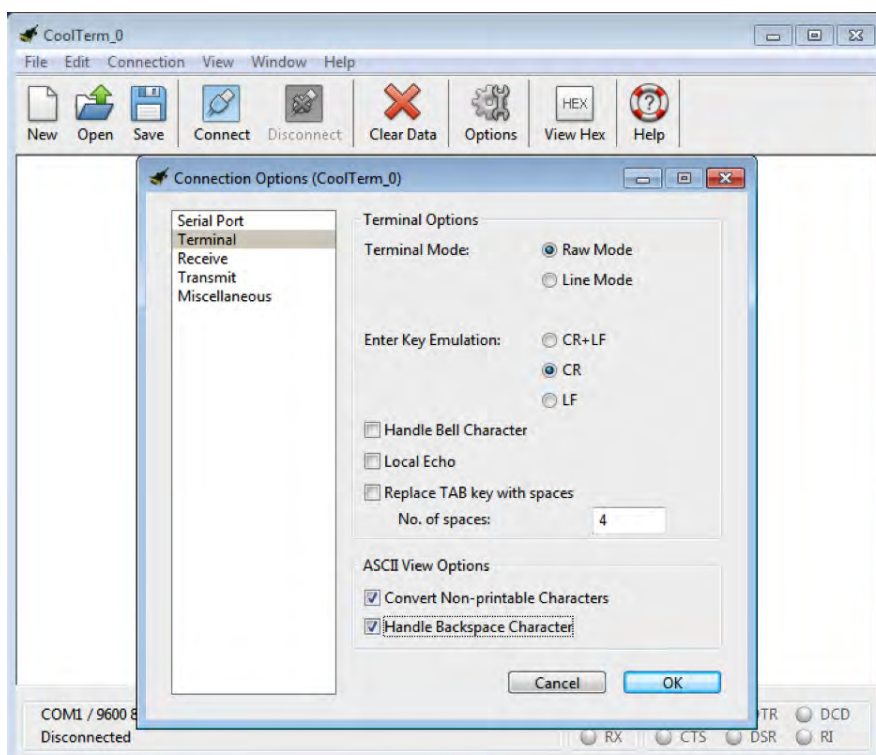 CoolTerm_0
File Edit Connection View Window Help
New Open Save Connect Disconnect Clear Data Options HEX View Hex Help
Connection Options (CoolTerm_0)
Serial Port
Terminal
Receive
Transmit
Miscellaneous
Terminal Options
Terminal Mode:
Raw Mode
Line Mode
Enter Key Emulation:
CR+LF
CR
LF
Handle Bell Character
Local Echo
Replace TAB key with spaces
No. of spaces: 4
ASCII View Options
Convert Non-printable Characters
Handle Backspace Character
Cancel OK
COM1 / 9600 8 TR DCD
Disconnected RX CTS DSR RI